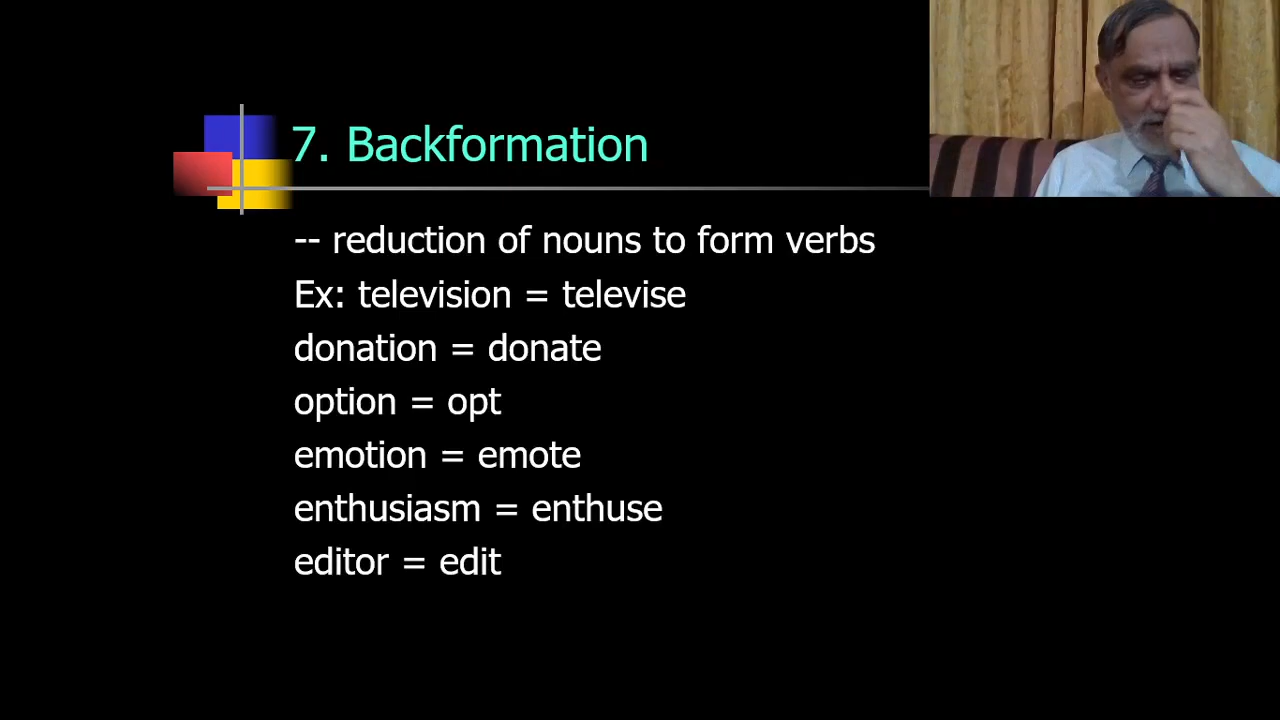 7. Backformation
-- reduction of nouns to form verbs
Ex: television = televise
donation = donate
option = opt
emotion = emote
enthusiasm = enthuse
editor = edit